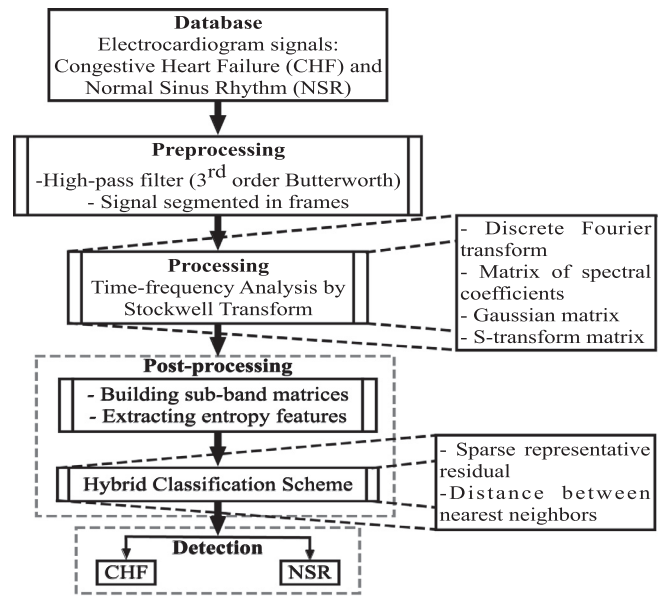 Database
Electrocardiogram signals:
Congestive Heart Failure (CHF) and
Normal Sinus Rhythm (NSR)
Preprocessing
-High-pass filter (3rd order Butterworth)
- Signal segmented in frames
Processing
Time-frequency Analysis by
Stockwell Transform
- Discrete Fourier
transform
- Matrix of spectral
coefficients
- Gaussian matrix
- S-transform matrix
Post-processing
- Building sub-band matrices
- Extracting entropy features
Hybrid Classification Scheme
- Sparse representative
residual
-Distance between
nearest neighbors
Detection
CHF
NSR